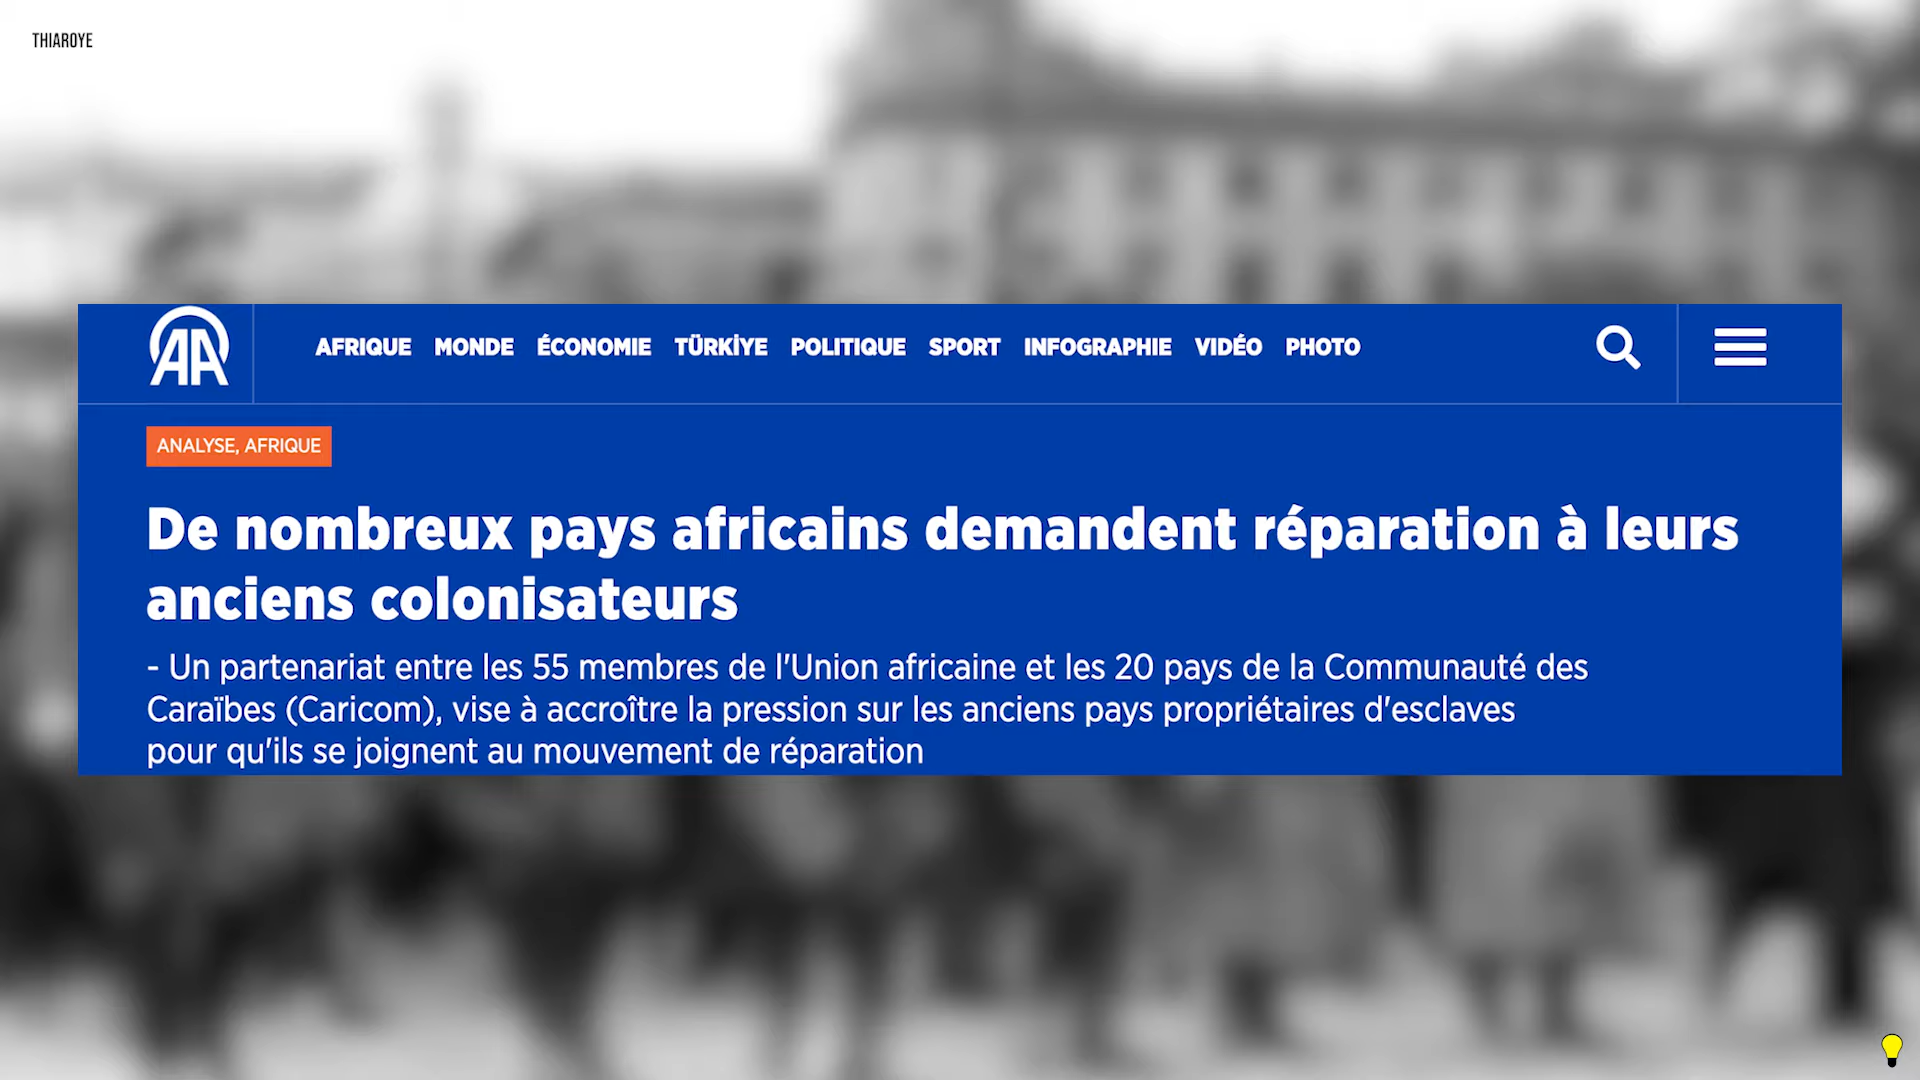 THIAROYE
AA
AFRIQUE MONDE ÉCONOMIE TÜRKİYE POLITIQUE SPORT INFOGRAPHIE VIDÉO PHOTO
ANALYSE, AFRIQUE
De nombreux pays africains demandent réparation à leurs
anciens colonisateurs
- Un partenariat entre les 55 membres de l'Union africaine et les 20 pays de la Communauté des
Caraïbes (Caricom), vise à accroître la pression sur les anciens pays propriétaires d'esclaves
pour qu'ils se joignent au mouvement de réparation